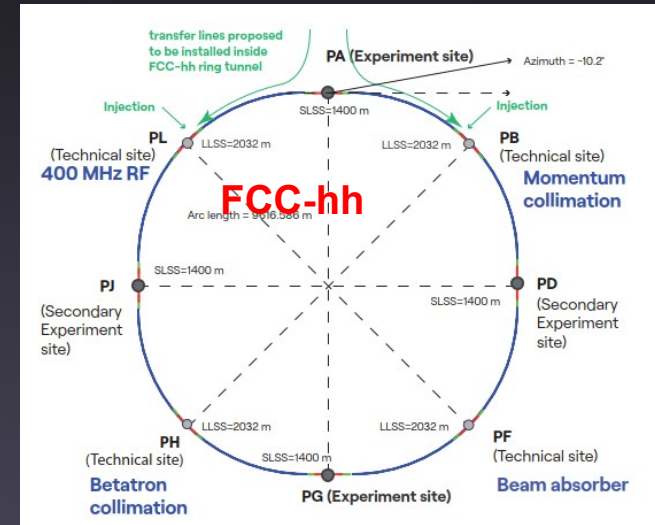 transfer lines proposed
to be installed inside
FCC-hh ring tunnel
PA (Experiment site)
Azimuth = -10.2°
Injection
SLSS=1400 m
Injection
PL
(Technical site)
400 MHz RF
LLSS=2032 m
LLSS=2032 m
PB
(Technical site)
Momentum
collimation
FCC-hh
Arc length = 9616.586 m
PJ
SLSS=1400 m
(Secondary
Experiment
site)
SLSS=1400 m
PD
(Secondary
Experiment
site)
LLSS=2032 m
LLSS=2032 m
PH
(Technical site)
Betatron
collimation
SLSS=1400 m
PG (Experiment site)
PF
(Technical site)
Beam absorber